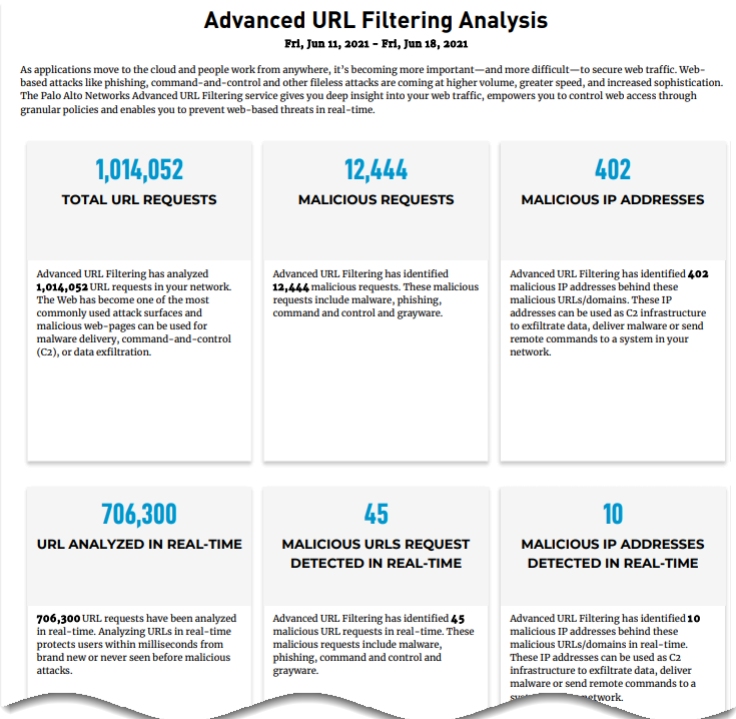 Advanced URL Filtering Analysis
Fri, Jun 11, 2021 - Fri, Jun 18, 2021
As applications move to the cloud and people work from anywhere, it's becoming more important—and more difficult—to secure web traffic. Web-
based attacks like phishing, command-and-control and other fileless attacks are coming at higher volume, greater speed, and increased sophistication.
The Palo Alto Networks Advanced URL Filtering service gives you deep insight into your web traffic, empowers you to control web access through
granular policies and enables you to prevent web-based threats in real-time.
1,014,052
TOTAL URL REQUESTS
Advanced URL Filtering has analyzed
1,014,052 URL requests in your network.
The Web has become one of the most
commonly used attack surfaces and
malicious web-pages can be used for
malware delivery, command-and-control
(C2), or data exfiltration.
12,444
MALICIOUS REQUESTS
Advanced URL Filtering has identified
12,444 malicious requests. These malicious
requests include malware, phishing,
command and control and grayware.
402
MALICIOUS IP ADDRESSES
Advanced URL Filtering has identified 402
malicious IP addresses behind these
malicious URLs/domains. These IP
addresses can be used as C2 infrastructure
to exfiltrate data, deliver malware or send
remote commands to a system in your
network.
706,300
URL ANALYZED IN REAL-TIME
706,300 URL requests have been analyzed
in real-time. Analyzing URLs in real-time
protects users within milliseconds from
brand new or never seen before malicious
attacks.
45
MALICIOUS URLS REQUEST
DETECTED IN REAL-TIME
Advanced URL Filtering has identified 45
malicious URL requests in real-time. These
malicious requests include malware,
phishing, command and control and
grayware.
10
MALICIOUS IP ADDRESSES
DETECTED IN REAL-TIME
Advanced URL Filtering has identified 10
malicious IP addresses behind these
malicious URLs/domains in real-time.
These IP addresses can be used as C2
infrastructure to exfiltrate data, deliver
malware or send remote commands to a
network.